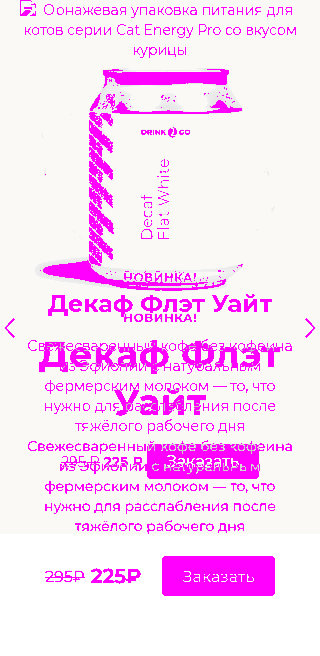 Оонажевая упаковка питания для
котов серии Cat Energy Pro со вкусом
курицы
DRINK 2 GO
Decaf
Flat White
НОВИНКА!
Декаф Флэт Уайт
НОВИНКА!
Свежесваренный кофе без кофеина
Декаф Флэт
из Эфиопии с натуральным
фермерским молоком — то, что
Уайт
нужно для расслабления после
тяжёлого рабочего дня
Свежесваренный кофе без кофеина
295 ₽ 225 ₽ Заказать
из Эфиопии с натуральным
фермерским молоком — то, что
нужно для расслабления после
тяжёлого рабочего дня
295₽ 225₽ Заказать